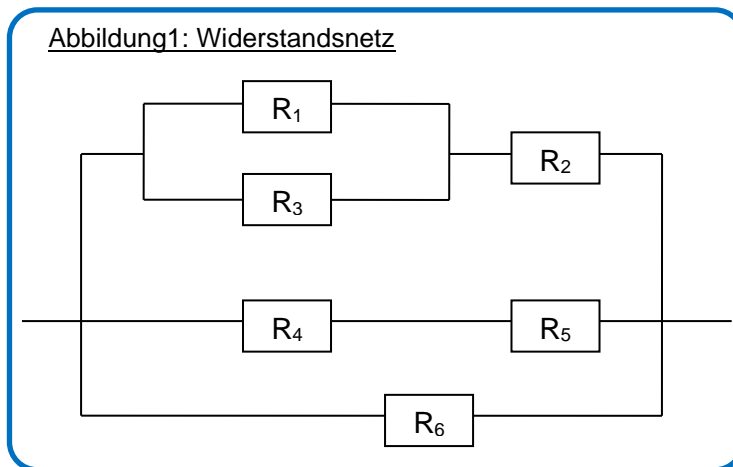 Abbildung1: Widerstandsnetz
R₁
R₂
R₃
R₄
R₅
R₆